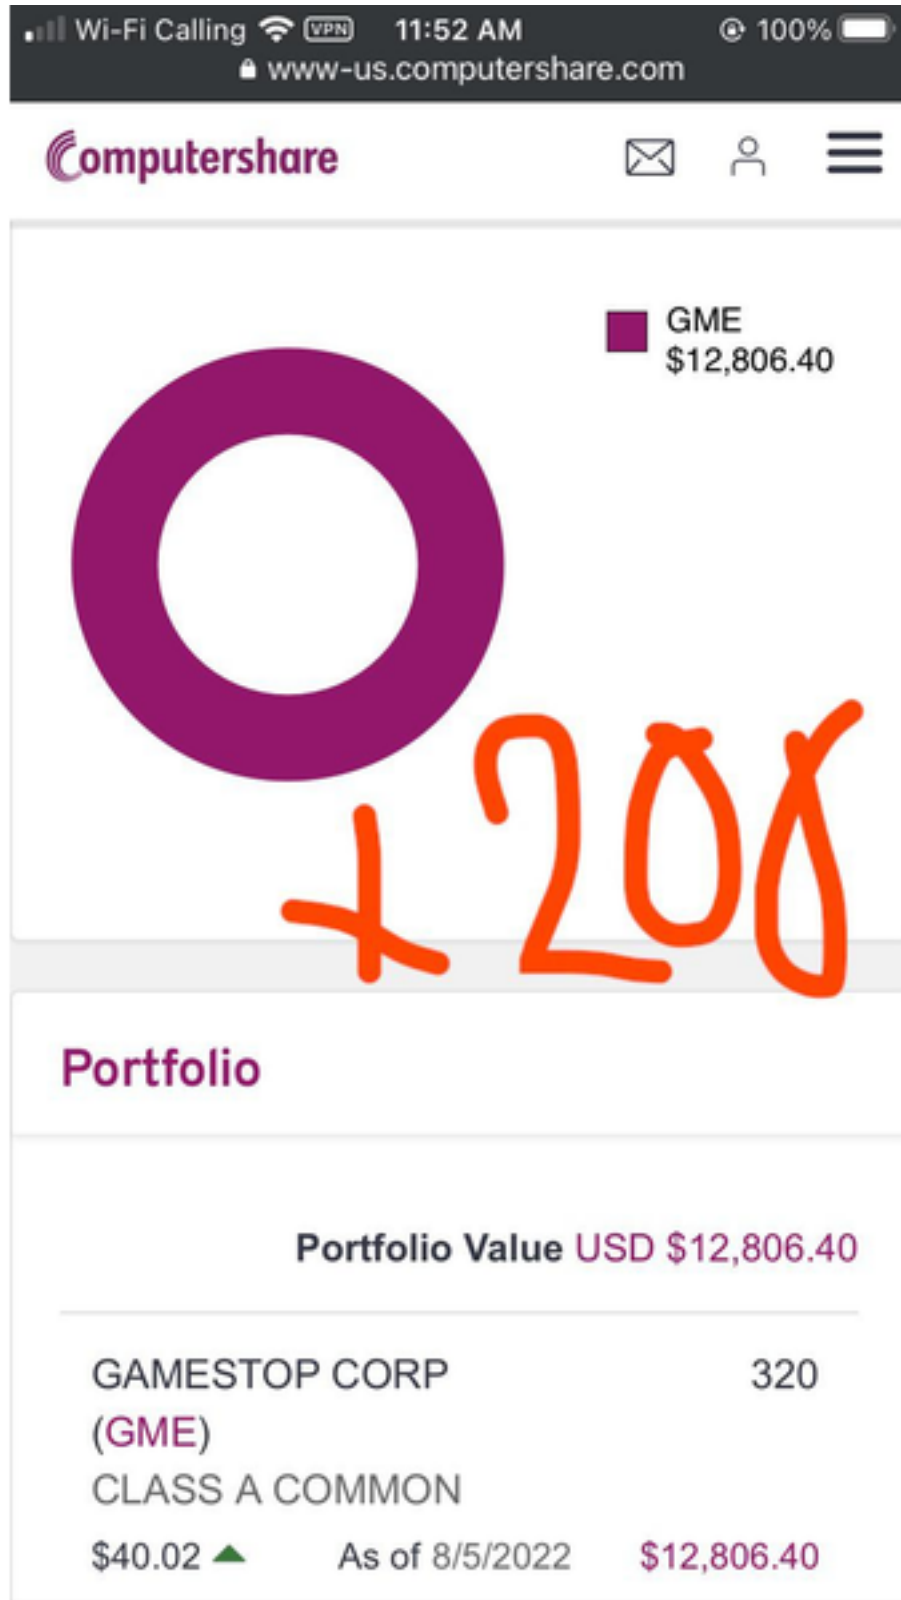 Wi-Fi Calling VPN 11:52 AM 100%
www-us.computershare.com
Computershare
GME
$12,806.40
+208
Portfolio
Portfolio Value USD $12,806.40
GAMESTOP CORP 320
(GME)
CLASS A COMMON
$40.02 As of 8/5/2022 $12,806.40